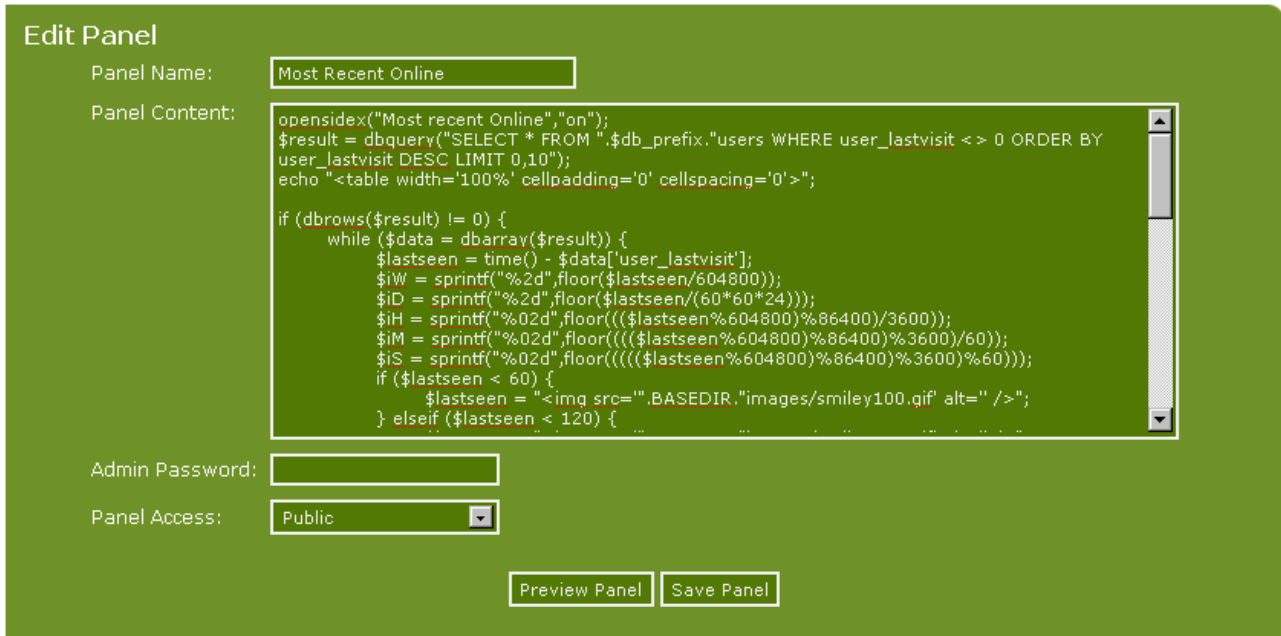 Edit Panel
Panel Name:
Most Recent Online
Panel Content:
opensidex("Most recent Online","on");
$result = dbquery("SELECT * FROM ".$db_prefix."users WHERE user_lastvisit <> 0 ORDER BY
user_lastvisit DESC LIMIT 0,10");
echo "<table width='100%' cellpadding='0' cellspacing='0'>";
if (dbrows($result) != 0) {
while ($data = dbarray($result)) {
$lastseen = time() - $data['user_lastvisit'];
$iW = sprintf("%2d",floor($lastseen/604800));
$iD = sprintf("%2d",floor($lastseen/(60*60*24)));
$iH = sprintf("%02d",floor((($lastseen%604800)%86400)/3600));
$iM = sprintf("%02d",floor(((($lastseen%604800)%86400)%3600)/60));
$iS = sprintf("%02d",floor((((($lastseen%604800)%86400)%3600)%60)));
if ($lastseen < 60) {
$lastseen = "<img src='".BASEDIR."images/smiley100.gif' alt='' />";
} elseif ($lastseen < 120) {
Admin Password:
Panel Access:
Public
Preview Panel
Save Panel